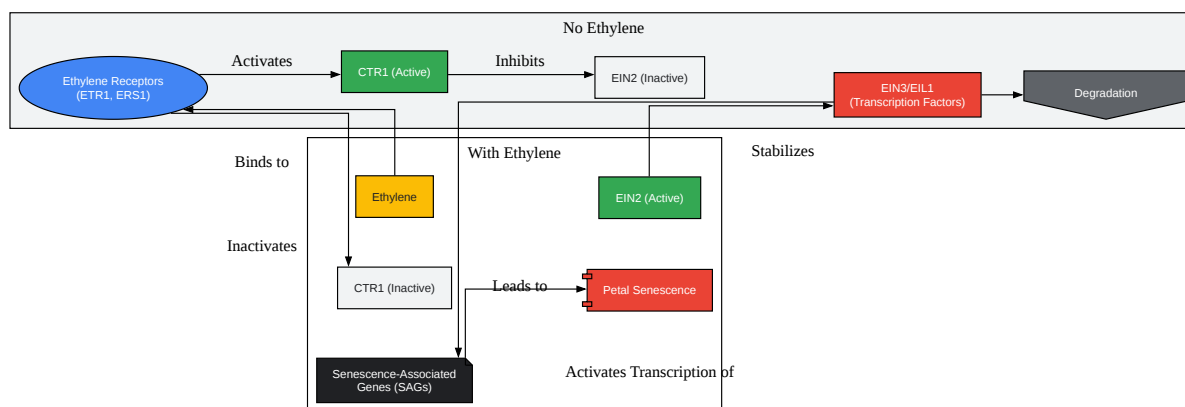 No Ethylene
Activates
Inhibits
Ethylene Receptors
(ETR1, ERS1)
CTR1 (Active)
EIN2 (Inactive)
EIN3/EIL1
(Transcription Factors)
Degradation
With Ethylene
Stabilizes
Binds to
Ethylene
EIN2 (Active)
Inactivates
CTR1 (Inactive)
Leads to
Petal Senescence
Senescence-Associated
Genes (SAGs)
Activates Transcription of